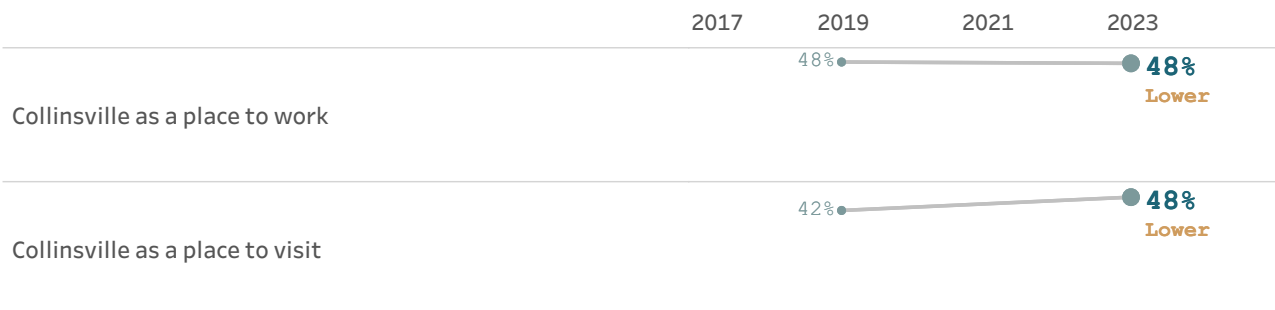 2017 2019 2021 2023
48% 48%
Lower
Collinsville as a place to work
42% 48%
Lower
Collinsville as a place to visit